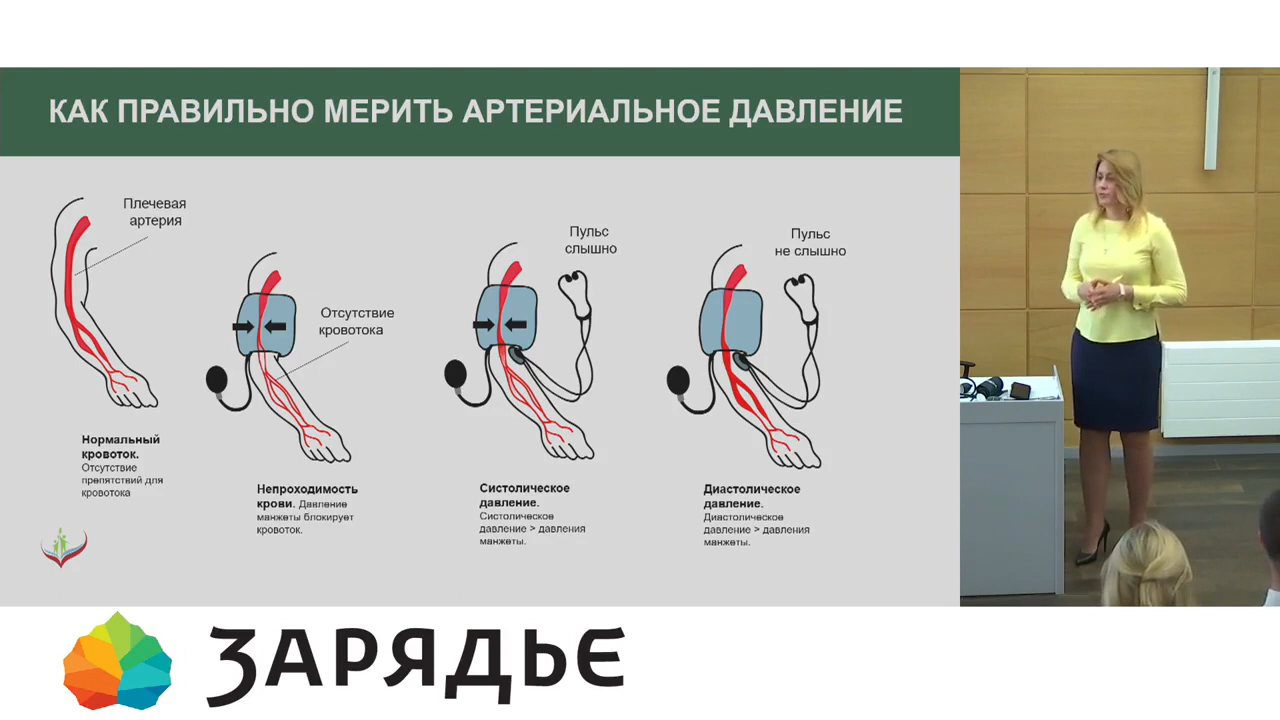 КАК ПРАВИЛЬНО МЕРИТЬ АРТЕРИАЛЬНОЕ ДАВЛЕНИЕ
Плечевая
артерия
Нормальный
кровоток.
Отсутствие
препятствий для
кровотока
Отсутствие
кровотока
Непроходимость
крови. Давление
манжеты блокирует
кровоток.
Пульс
слышно
Систолическое
давление.
Систолическое
давление > давления
манжеты.
Пульс
не слышно
Диастолическое
давление.
Диастолическое
давление > давления
манжеты.
ЗАРЯДЬЕ